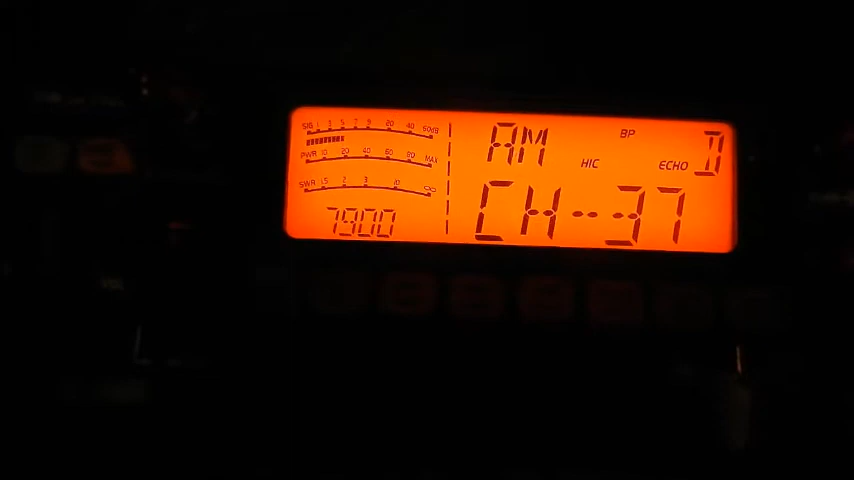 SIG 1 3 5 7 9 20 40 60dB
PWR 10 20 40 60 80 MAX
SWR 1.5 2 3 10 ∞
7900
AM BP D
HIC ECHO
CH--37